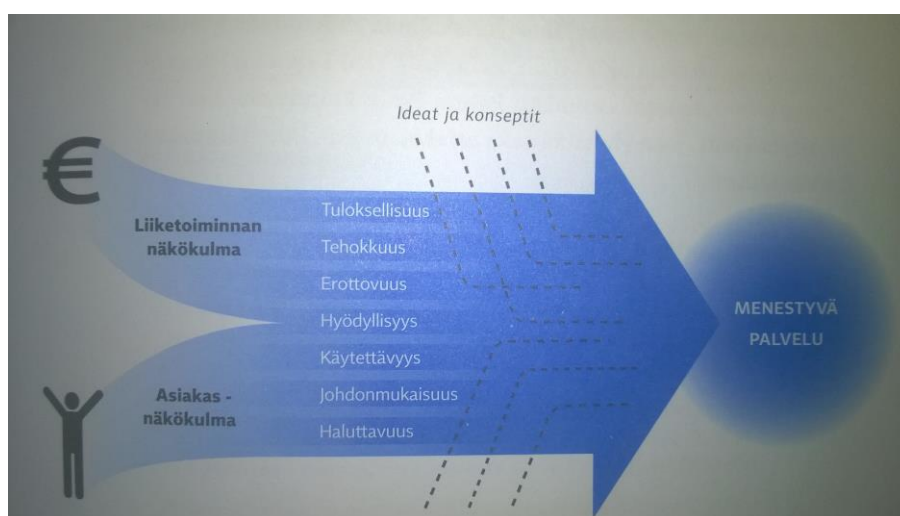 Ideat ja konseptit
€
Liiketoiminnan
näkökulma
Tuloksellisuus
Tehokkuus
Erottovuus
Hyödyllisyys
Käytettävyys
Johdonmukaisuus
Haluttavuus
Asiakas -
näkökulma
MENESTYVÄ
PALVELU